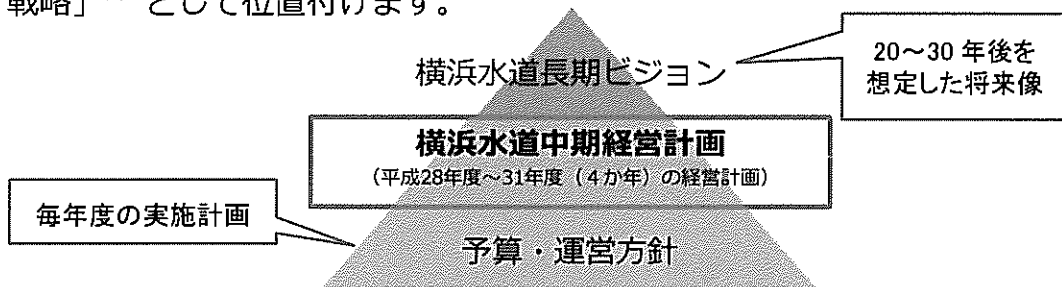 戦略」 として位置付けます。
横浜水道長期ビジョン
20～30 年後を
想定した将来像
横浜水道中期経営計画
(平成28年度～31年度（４か年）の経営計画)
毎年度の実施計画
予算・運営方針